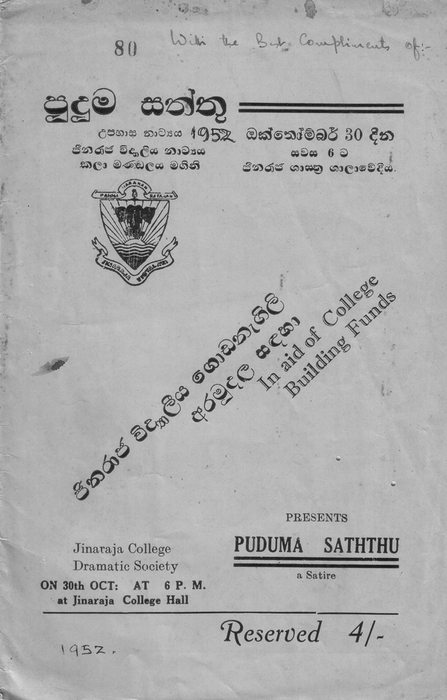 80
With the Best Compliments of:-
පුදුම සත්තු
උපහාස නාට්‍යය 1952 ඔක්තෝම්බර් 30 දින
ජිනරාජ විද්‍යාලීය නාට්‍යය සවස 6 ට
කලා මණ්ඩලය මගිනි ජිනරාජ ශාස්ත්‍ර ශාලාවේදීය.
ජිනරාජ විද්‍යාලීය ගොඩනැගිලි
අරමුදල සඳහා
In aid of College
Building Funds
PRESENTS
Jinaraja College
Dramatic Society
PUDUMA SATHTHU
a Satire
ON 30th OCT: AT 6 P. M.
at Jinaraja College Hall
Reserved 4/-
1952.